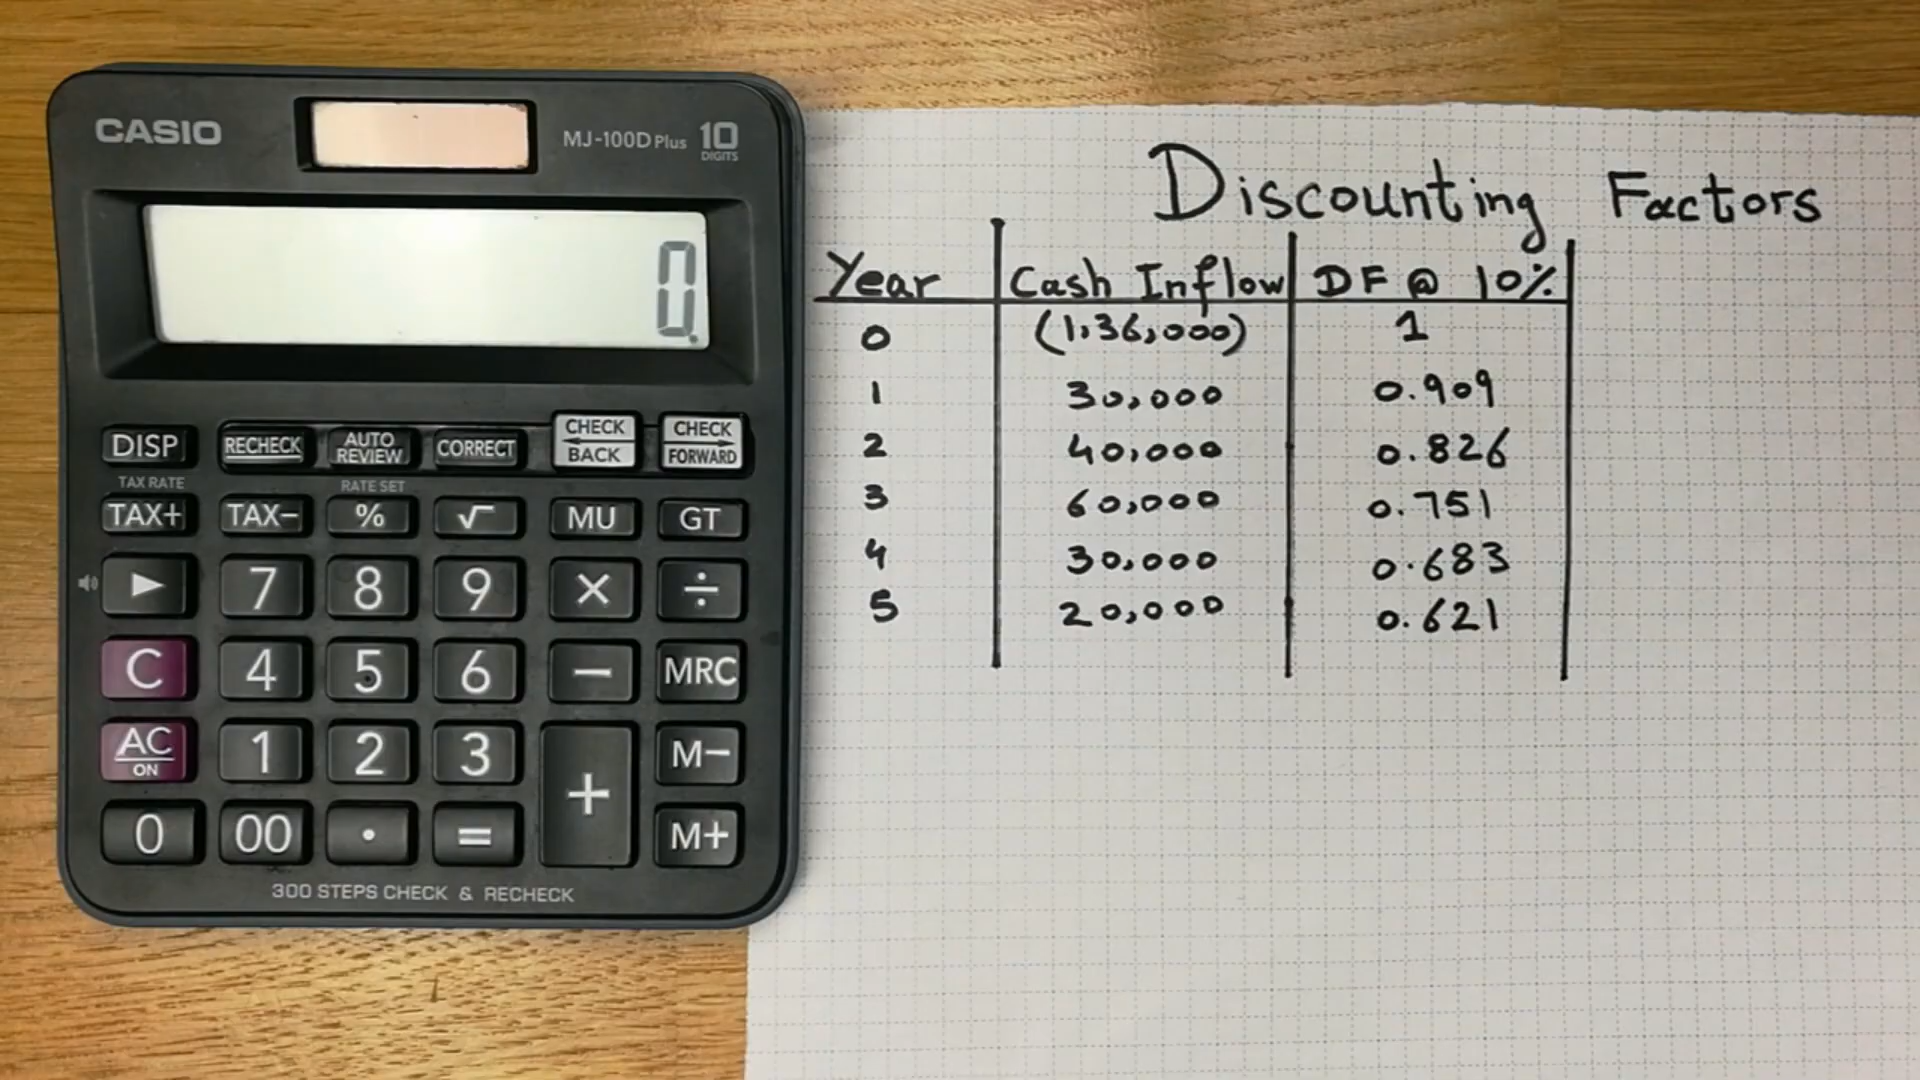 CASIO
MJ-100D Plus 10 DIGITS
0.
DISP RECHECK AUTO REVIEW CORRECT CHECK BACK CHECK FORWARD
TAX RATE RATE SET
TAX+ TAX- % √ MU GT
▶ 7 8 9 × ÷
C 4 5 6 − MRC
AC ON 1 2 3 + M−
0 00 · = M+
300 STEPS CHECK & RECHECK
Discounting Factors
Year Cash Inflow DF @ 10%
0 (1,36,000) 1
1 30,000 0.909
2 40,000 0.826
3 60,000 0.751
4 30,000 0.683
5 20,000 0.621